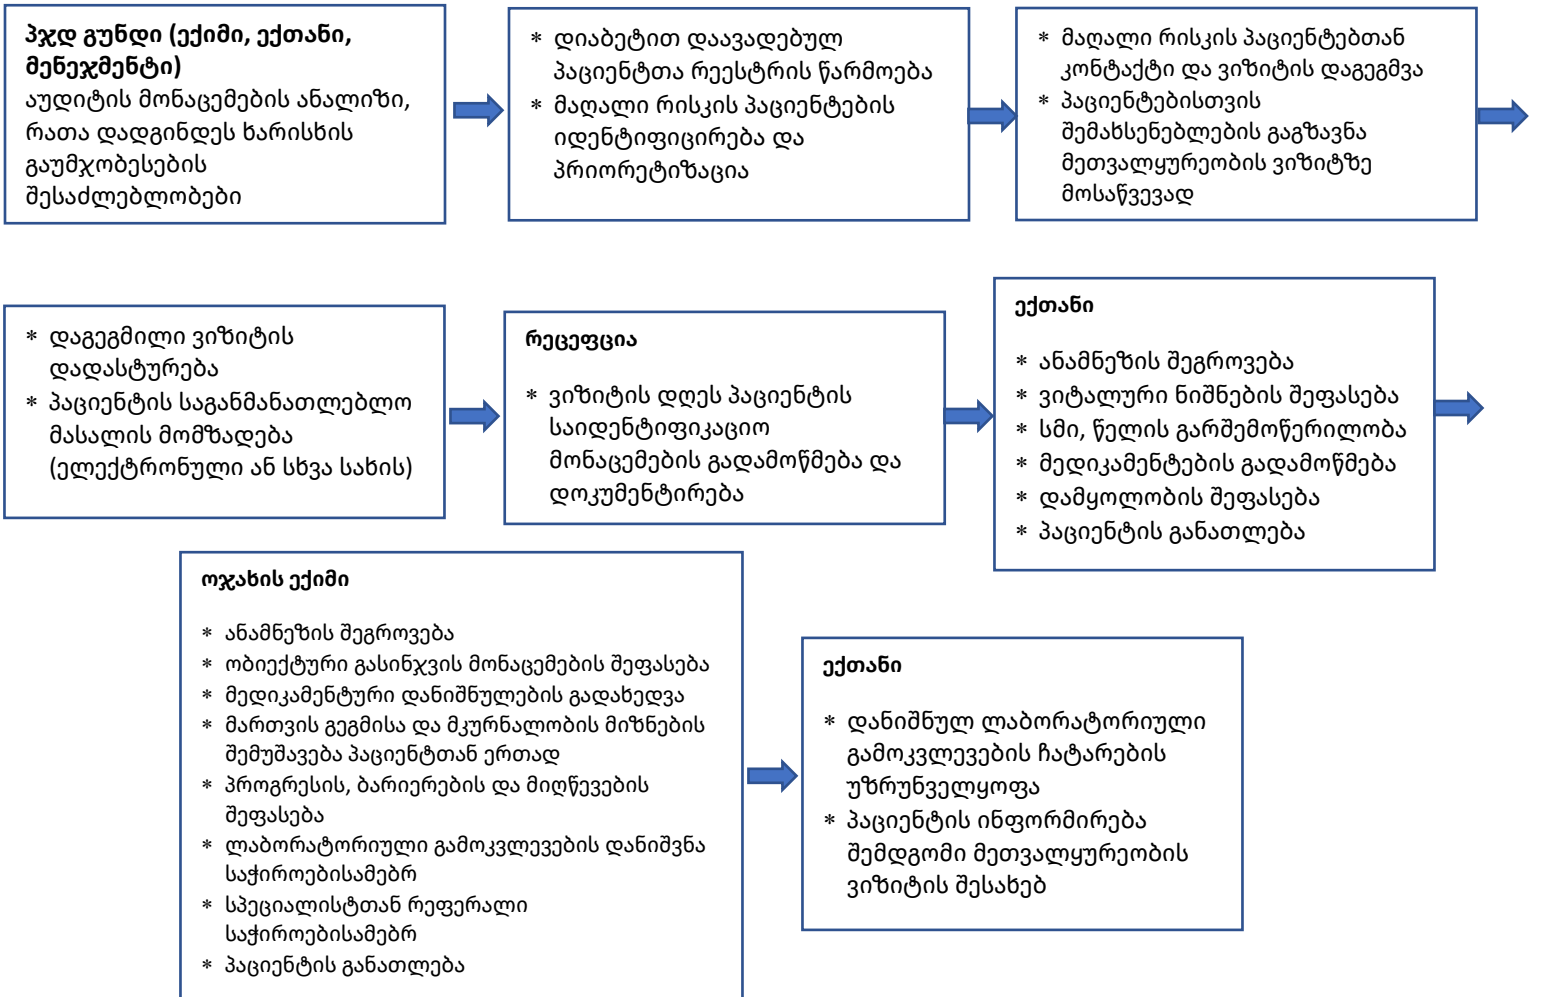 პჯდ გუნდი (ექიმი, ექთანი,
მენეჯმენტი)
აუდიტის მონაცემების ანალიზი,
რათა დადგინდეს ხარისხის
გაუმჯობესების
შესაძლებლობები
* დიაბეტით დაავადებულ
პაციენტთა რეესტრის წარმოება
* მაღალი რისკის პაციენტების
იდენტიფიცირება და
პრიორეტიზაცია
* მაღალი რისკის პაციენტებთან
კონტაქტი და ვიზიტის დაგეგმვა
* პაციენტებისთვის
შემახსენებლების გაგზავნა
მეთვალყურეობის ვიზიტზე
მოსაწვევად
* დაგეგმილი ვიზიტის
დადასტურება
* პაციენტის საგანმანათლებლო
მასალის მომზადება
(ელექტრონული ან სხვა სახის)
რეცეფცია
* ვიზიტის დღეს პაციენტის
საიდენტიფიკაციო
მონაცემების გადამოწმება და
დოკუმენტირება
ექთანი
* ანამნეზის შეგროვება
* ვიტალური ნიშნების შეფასება
* სმი, წელის გარშემოწერილობა
* მედიკამენტების გადამოწმება
* დამყოლობის შეფასება
* პაციენტის განათლება
ოჯახის ექიმი
* ანამნეზის შეგროვება
* ობიექტური გასინჯვის მონაცემების შეფასება
* მედიკამენტური დანიშნულების გადახედვა
* მართვის გეგმისა და მკურნალობის მიზნების
შემუშავება პაციენტთან ერთად
* პროგრესის, ბარიერების და მიღწევების
შეფასება
* ლაბორატორიული გამოკვლევების დანიშვნა
საჭიროებისამებრ
* სპეციალისტთან რეფერალი
საჭიროებისამებრ
* პაციენტის განათლება
ექთანი
* დანიშნულ ლაბორატორიული
გამოკვლევების ჩატარების
უზრუნველყოფა
* პაციენტის ინფორმირება
შემდგომი მეთვალყურეობის
ვიზიტის შესახებ